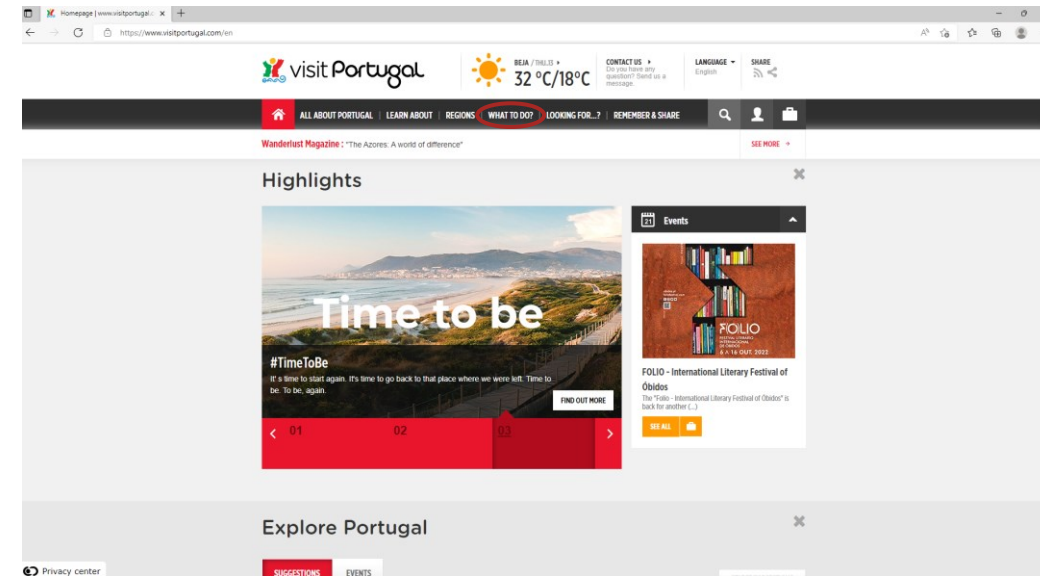 Homepage | www.visitportugal.c
https://www.visitportugal.com/en
visit Portugal
BEJA
32 °C/18°C
CONTACT US
Do you have any
question? Send us a
message.
LANGUAGE
English
SHARE
ALL ABOUT PORTUGAL | LEARN ABOUT | REGIONS | WHAT TO DO? | LOOKING FOR...? | REMEMBER & SHARE
Wanderlust Magazine : "The Azores: A world of difference"
SEE MORE +
Highlights
Time to be
#TimeToBe
It' s time to start again. It's time to go back to that place where we were left. Time to
be. To be, again.
FIND OUT MORE
01
02
03
21
Events
FOLIO
6 A 16 OUT. 2022
FOLIO - International Literary Festival of
Óbidos
The "Folio - International Literary Festival of Óbidos" is
back for another (...)
SEE ALL
Explore Portugal
SUGGESTIONS
EVENTS
Privacy center